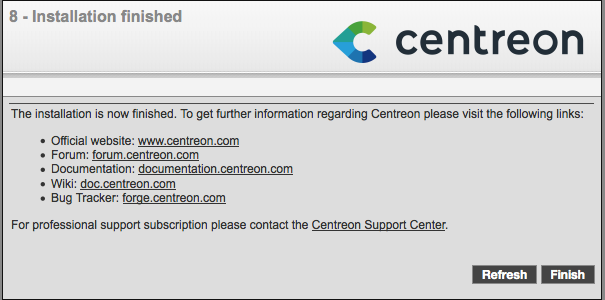 8 - Installation finished
centreon
The installation is now finished. To get further information regarding Centreon please visit the following links:
• Official website: www.centreon.com
• Forum: forum.centreon.com
• Documentation: documentation.centreon.com
• Wiki: doc.centreon.com
• Bug Tracker: forge.centreon.com
For professional support subscription please contact the Centreon Support Center.
Refresh Finish